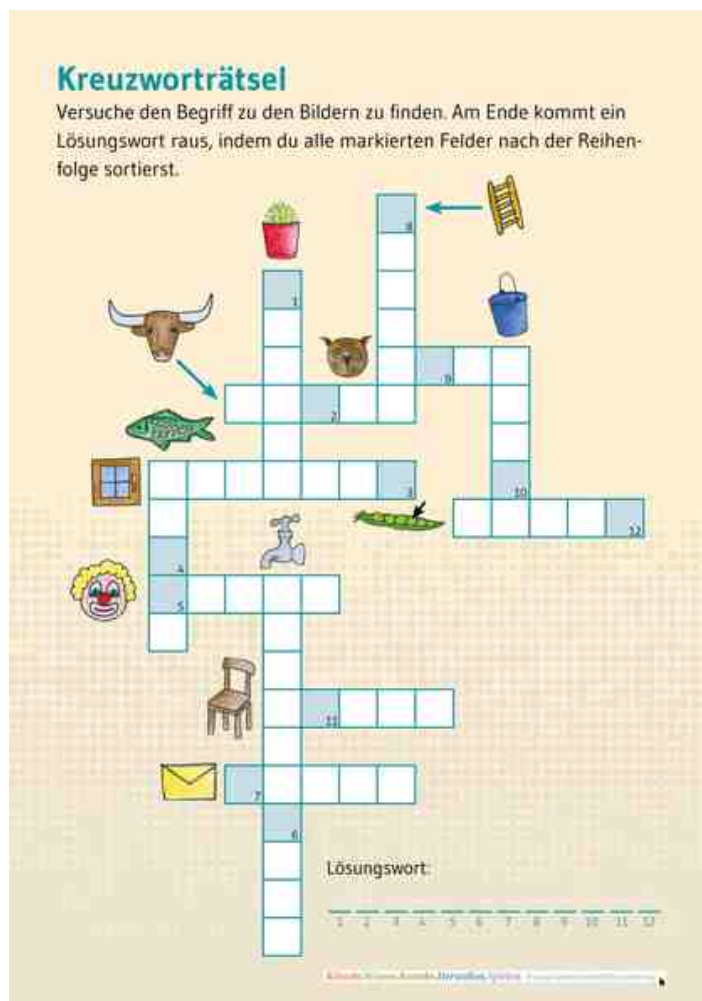 Kreuzworträtsel
Versuche den Begriff zu den Bildern zu finden. Am Ende kommt ein
Lösungswort raus, indem du alle markierten Felder nach der Reihen-
folge sortierst.
8
1
9
2
3
10
12
4
5
11
7
6
Lösungswort:
1 2 3 4 5 6 7 8 9 10 11 12